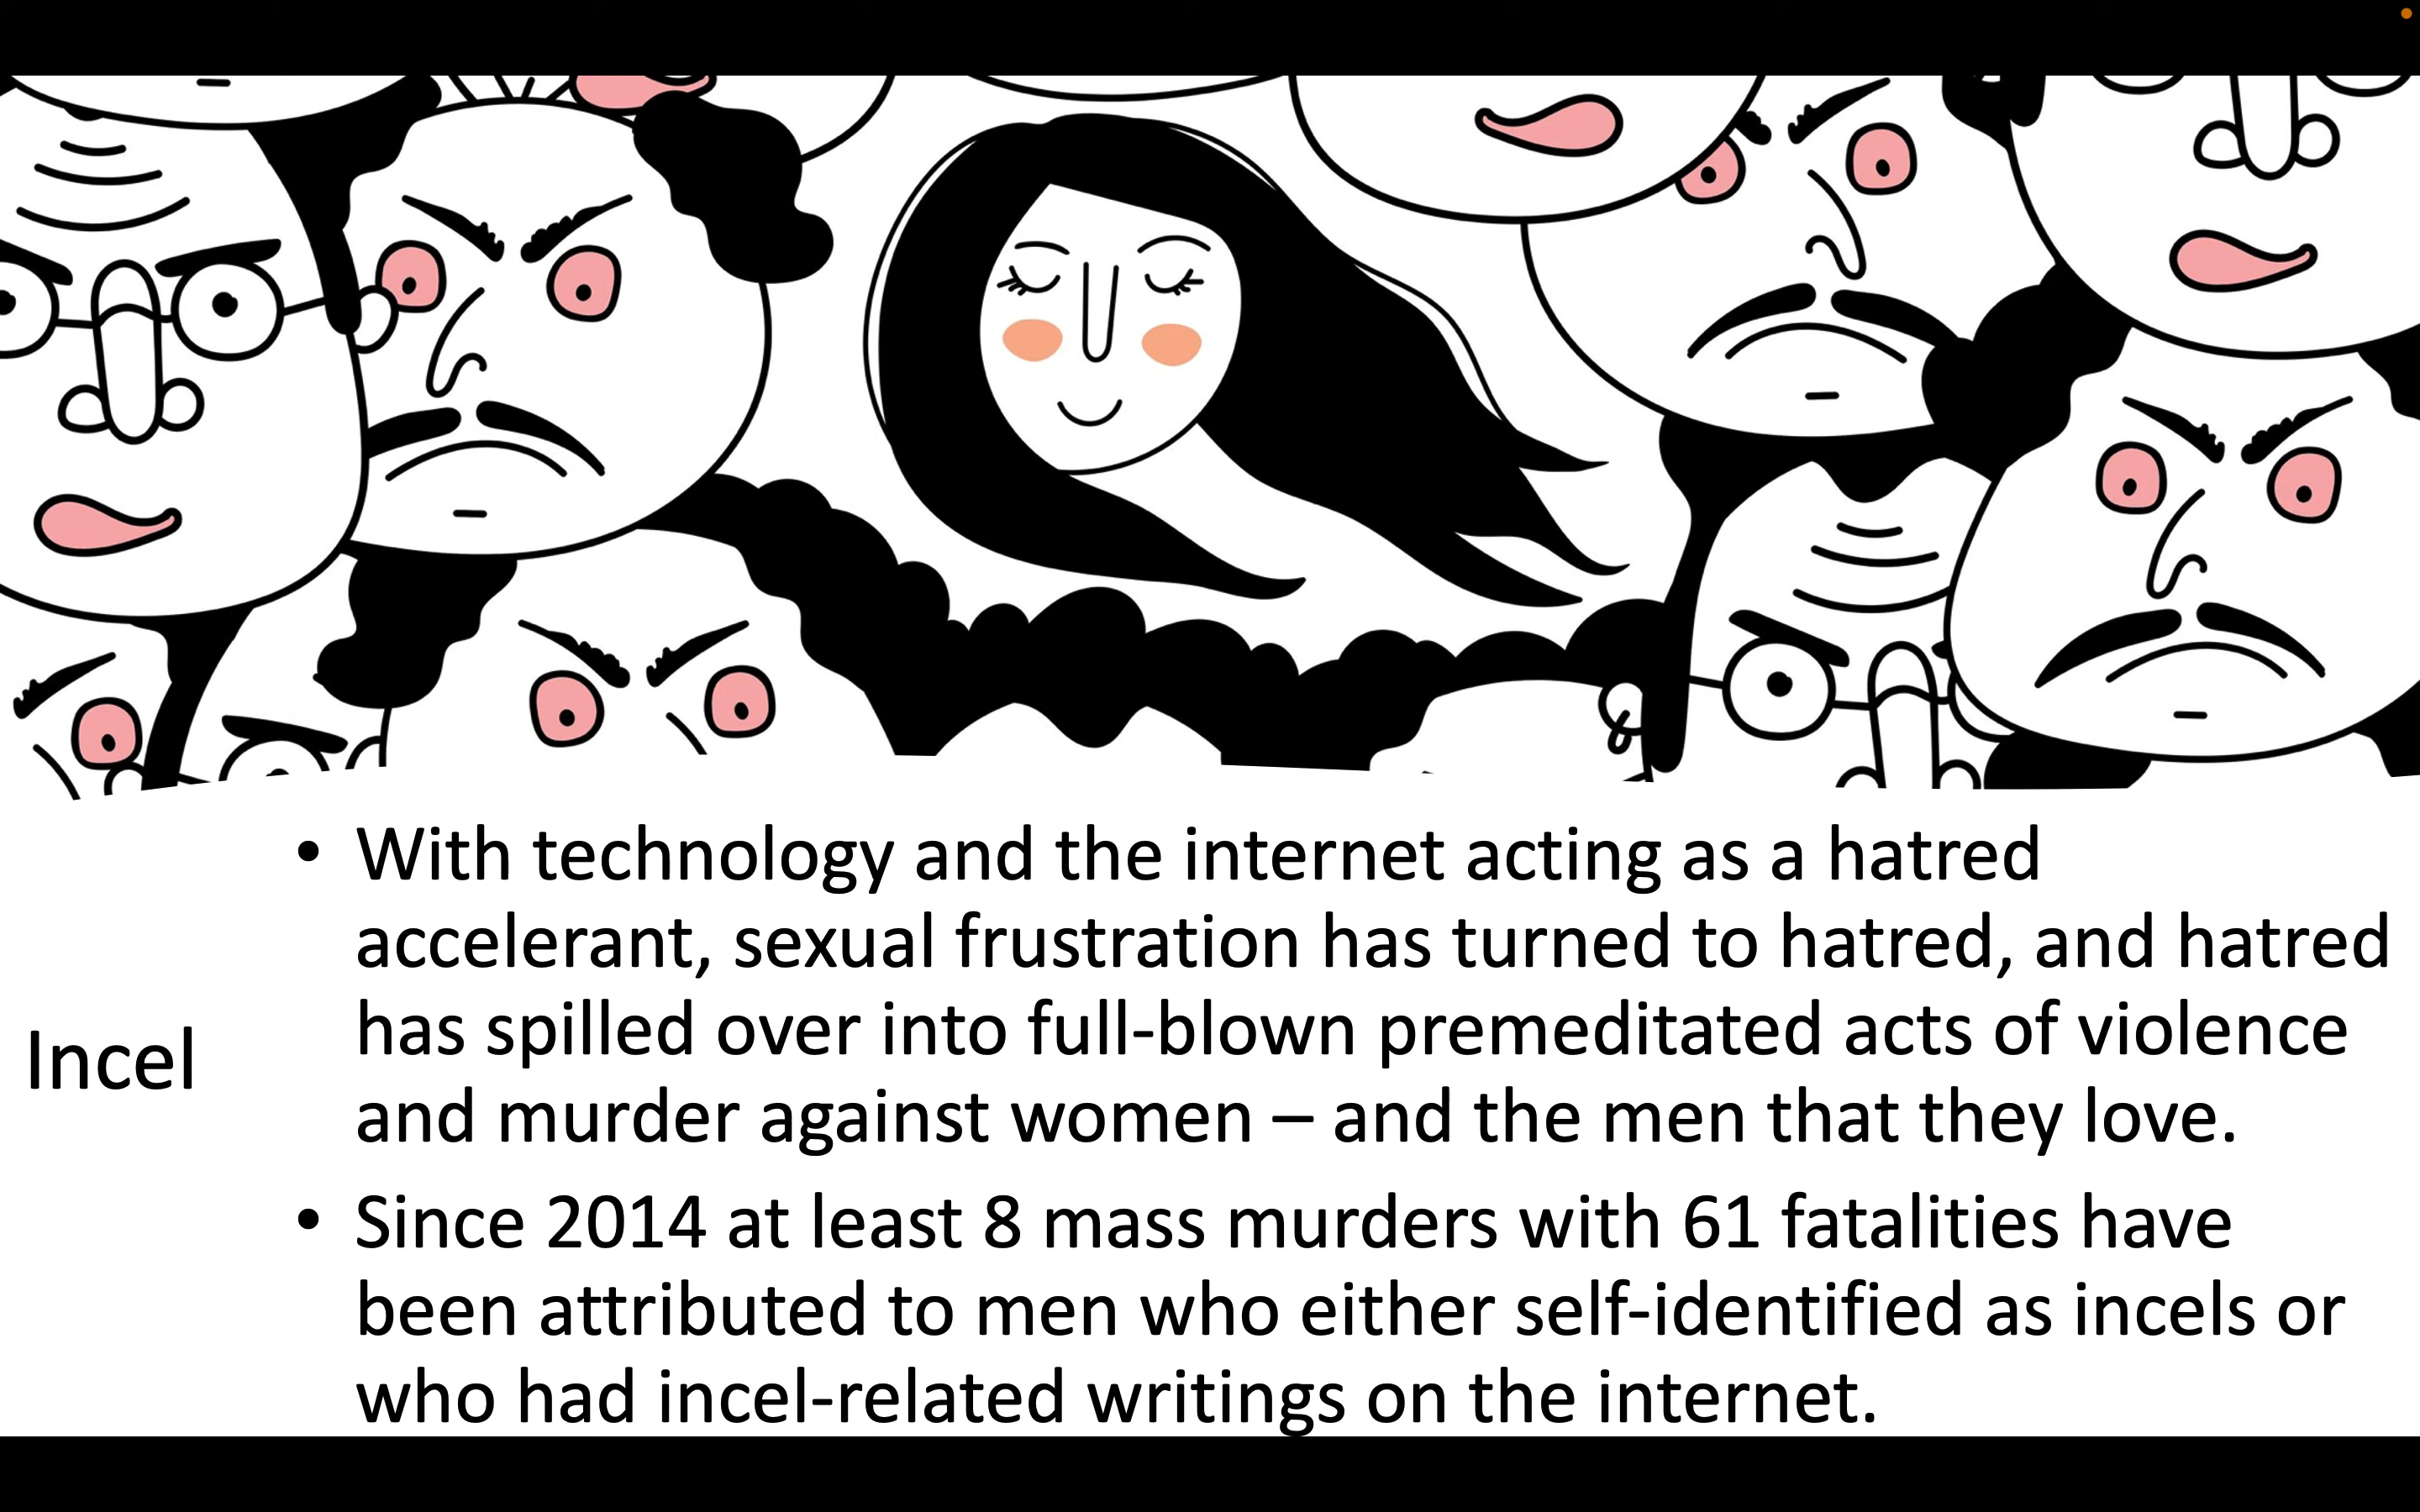 Incel
• With technology and the internet acting as a hatred
accelerant, sexual frustration has turned to hatred, and hatred
has spilled over into full-blown premeditated acts of violence
and murder against women – and the men that they love.
• Since 2014 at least 8 mass murders with 61 fatalities have
been attributed to men who either self-identified as incels or
who had incel-related writings on the internet.